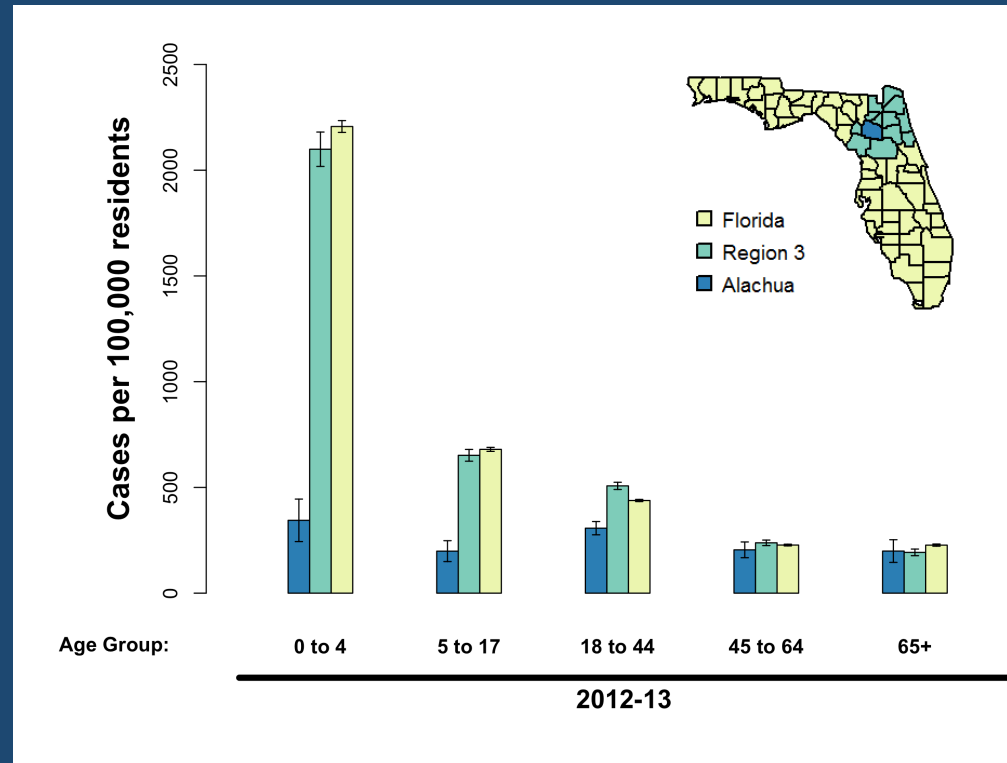 Cases per 100,000 residents
2500
2000
1500
1000
500
0
Florida
Region 3
Alachua
Age Group: 0 to 4 5 to 17 18 to 44 45 to 64 65+
2012-13